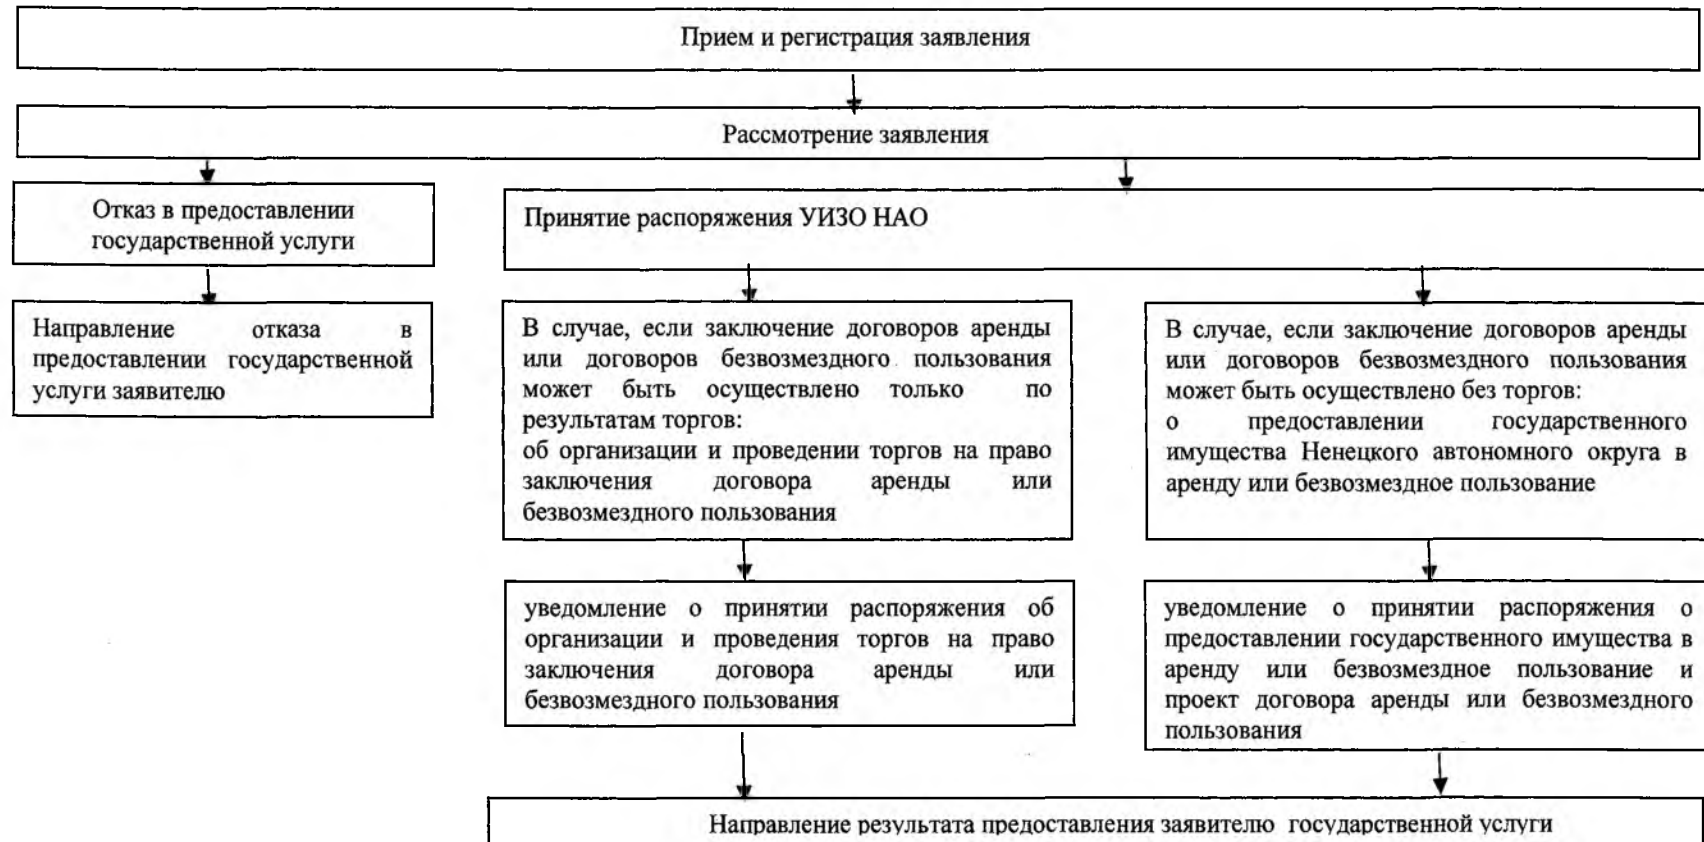 Прием и регистрация заявления
Рассмотрение заявления
Отказ в предоставлении
государственной услуги
Принятие распоряжения УИЗО НАО
Направление отказа в
предоставлении государственной
услуги заявителю
В случае, если заключение договоров аренды
или договоров безвозмездного пользования
может быть осуществлено только по
результатам торгов:
об организации и проведении торгов на право
заключения договора аренды или
безвозмездного пользования
В случае, если заключение договоров аренды
или договоров безвозмездного пользования
может быть осуществлено без торгов:
о предоставлении государственного
имущества Ненецкого автономного округа в
аренду или безвозмездное пользование
уведомление о принятии распоряжения об
организации и проведения торгов на право
заключения договора аренды или
безвозмездного пользования
уведомление о принятии распоряжения о
предоставлении государственного имущества в
аренду или безвозмездное пользование и
проект договора аренды или безвозмездного
пользования
Направление результата предоставления заявителю государственной услуги